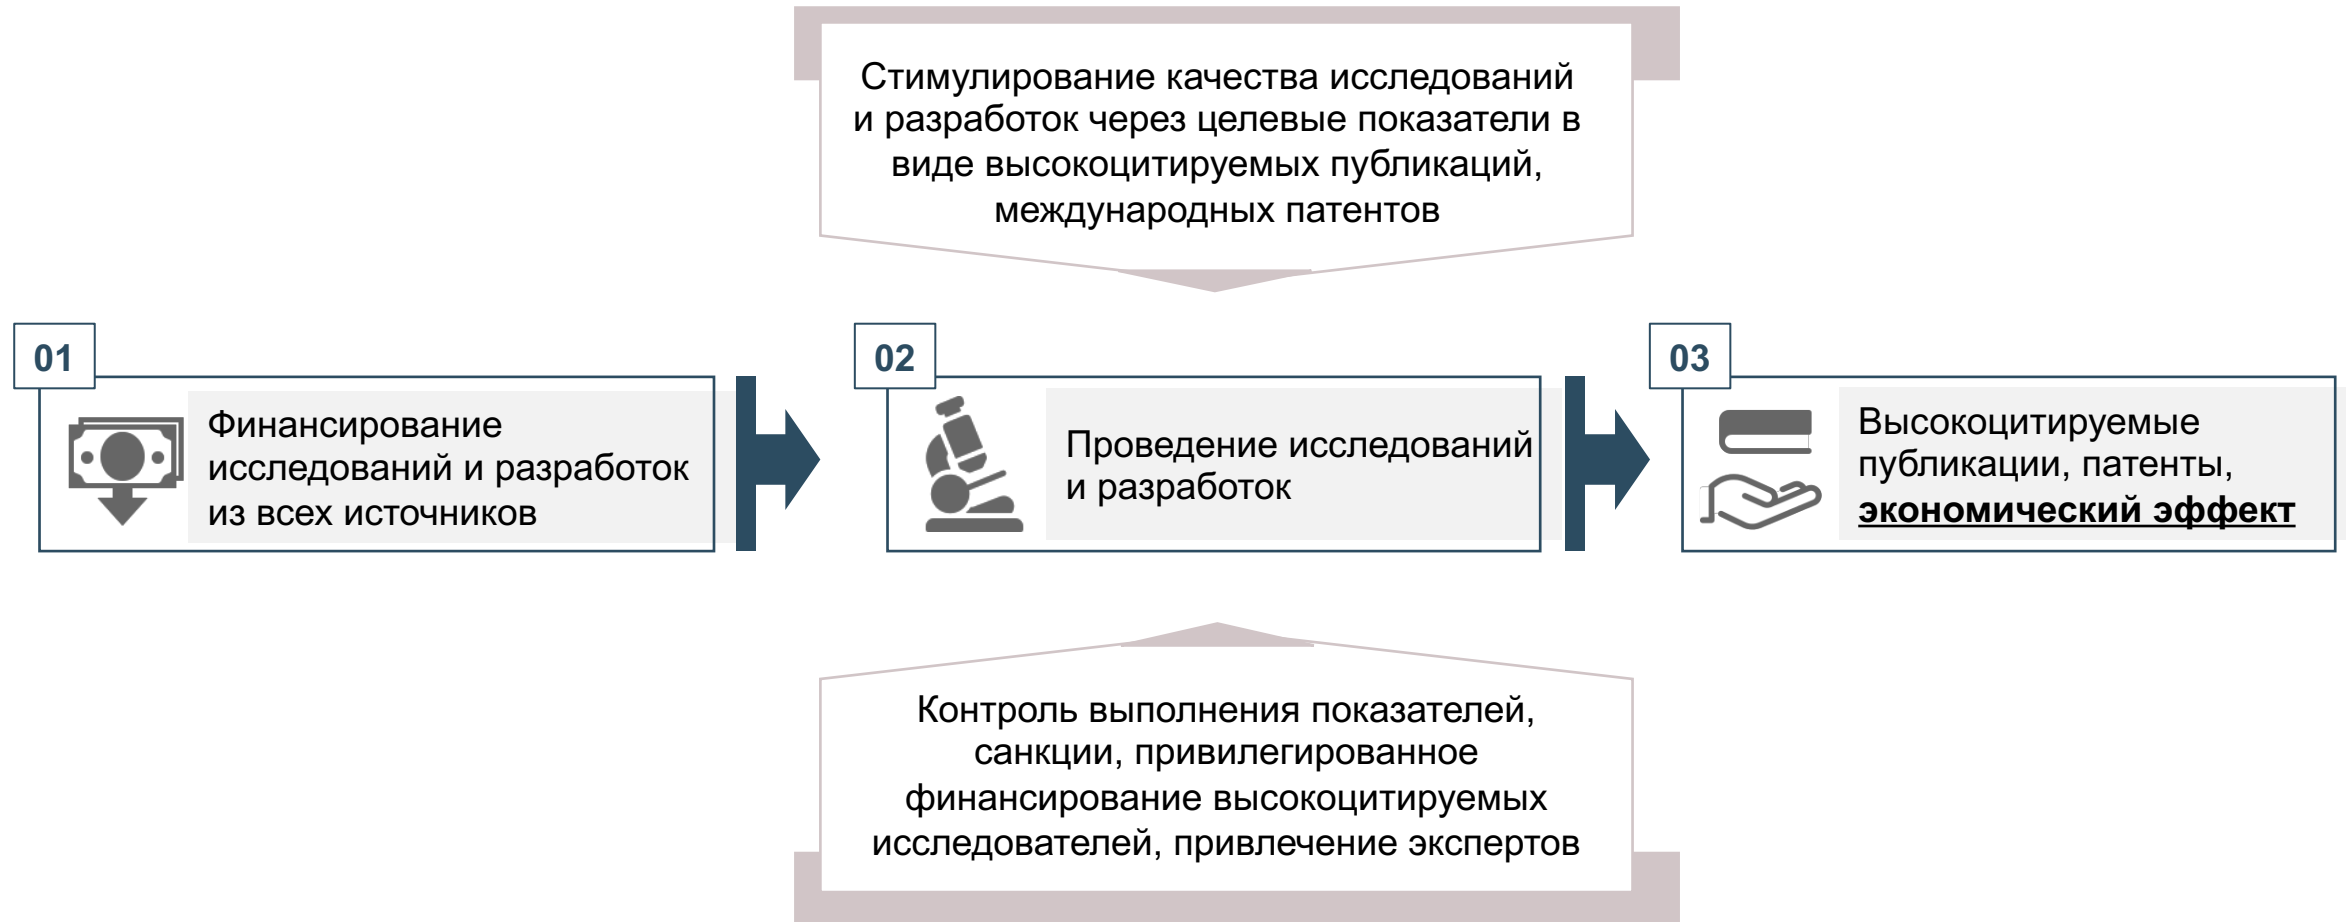 Стимулирование качества исследований
и разработок через целевые показатели в
виде высокоцитируемых публикаций,
международных патентов
01
Финансирование
исследований и разработок
из всех источников
02
Проведение исследований
и разработок
03
Высокоцитируемые
публикации, патенты,
экономический эффект
Контроль выполнения показателей,
санкции, привилегированное
финансирование высокоцитируемых
исследователей, привлечение экспертов